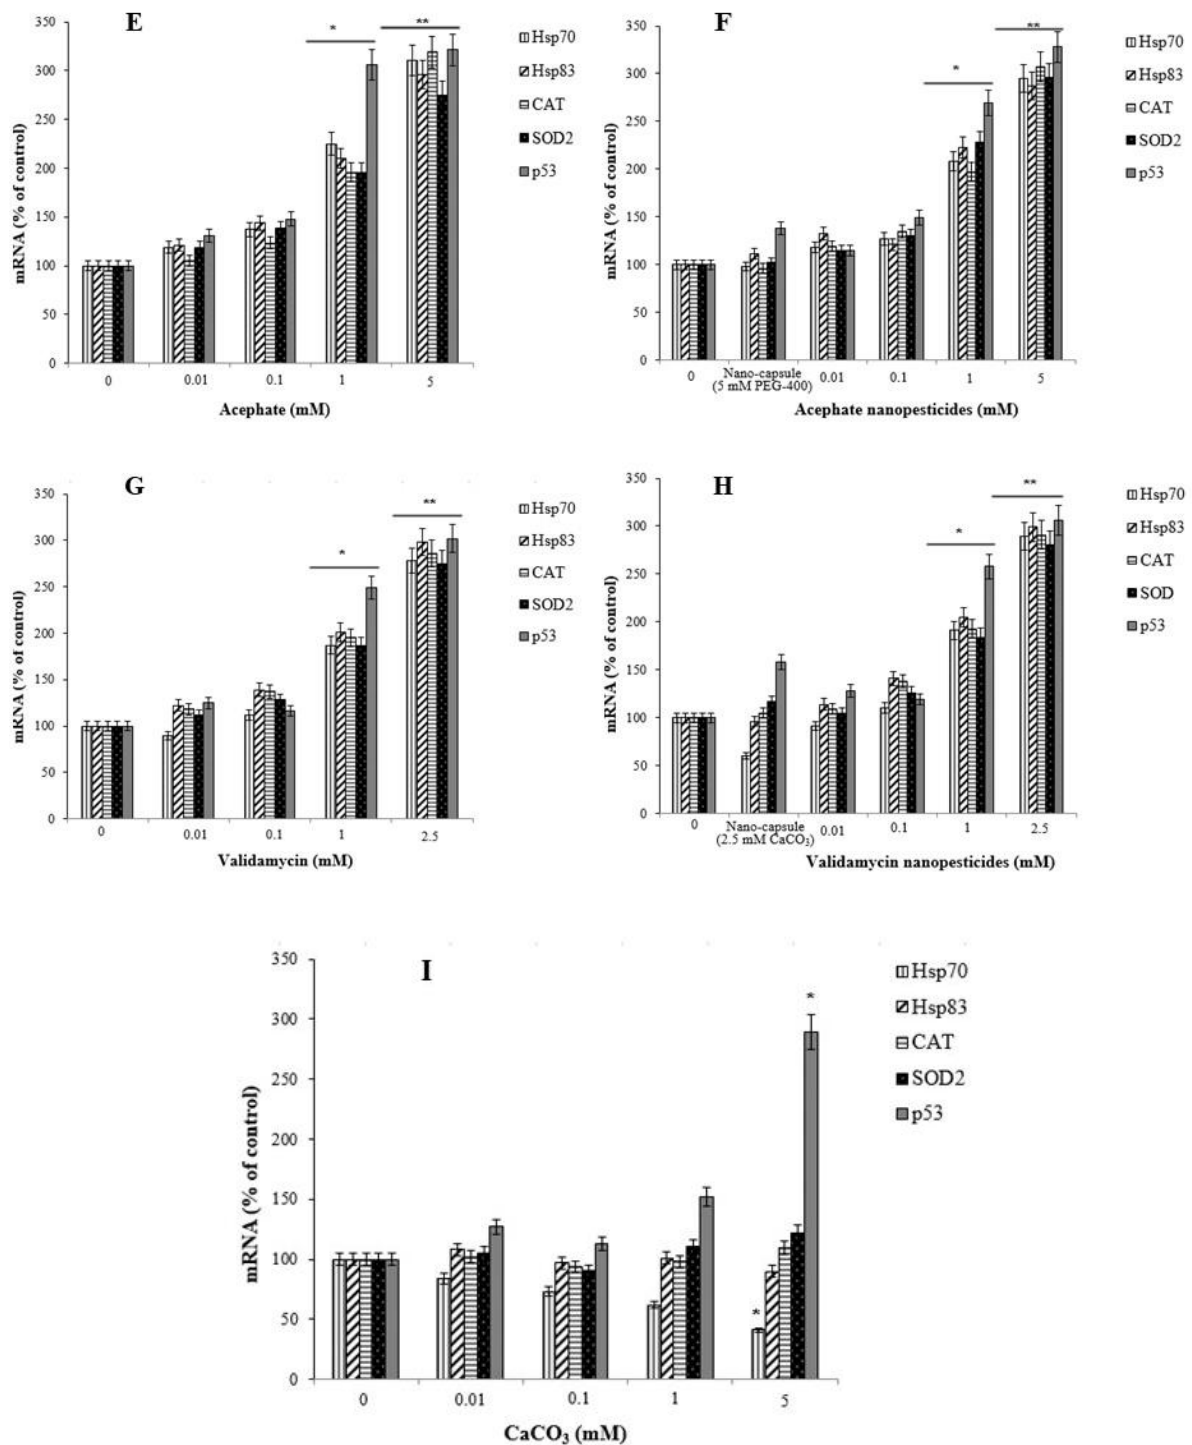 E
350
300
250
200
150
100
50
0
mRNA (% of control)
*
**
Hsp70
Hsp83
CAT
SOD2
p53
0
0.01
0.1
1
5
Acephate (mM)
F
350
300
250
200
150
100
50
0
mRNA (% of control)
*
**
Hsp70
Hsp83
CAT
SOD2
p53
0
Nano-capsule
(5 mM PEG-400)
0.01
0.1
1
5
Acephate nanopesticides (mM)
G
350
300
250
200
150
100
50
0
mRNA (% of control)
*
**
Hsp70
Hsp83
CAT
SOD2
p53
0
0.01
0.1
1
2.5
Validamycin (mM)
H
350
300
250
200
150
100
50
0
mRNA (% of control)
*
**
Hsp70
Hsp83
CAT
SOD
p53
0
Nano-capsule
(2.5 mM CaCO₃)
0.01
0.1
1
2.5
Validamycin nanopesticides (mM)
I
350
300
250
200
150
100
50
0
mRNA (% of control)
*
*
Hsp70
Hsp83
CAT
SOD2
p53
0
0.01
0.1
1
5
CaCO₃ (mM)